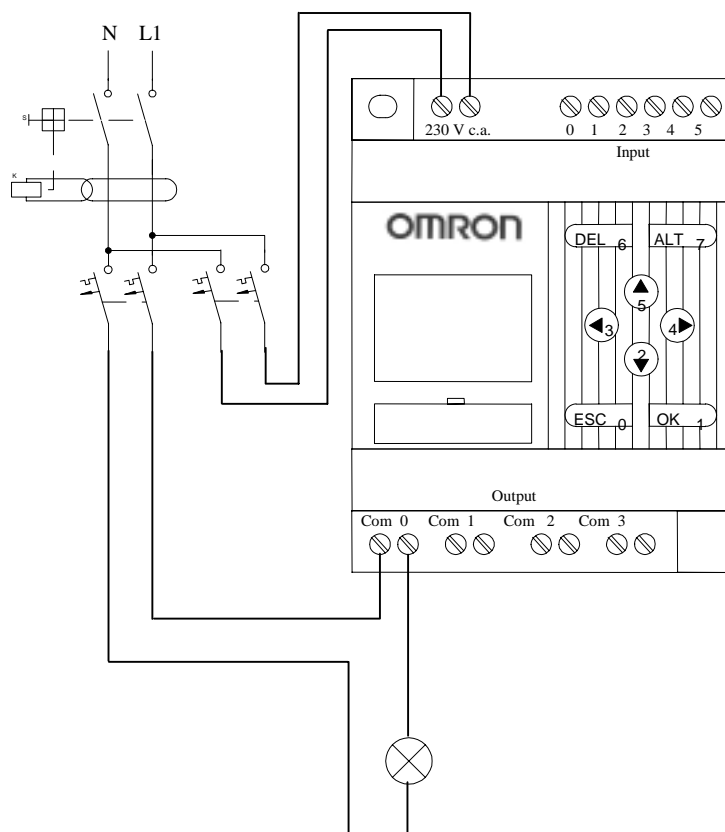 N L1
S
K
230 V c.a.
0 1 2 3 4 5
Input
OMRON
DEL 6 ALT 7
5
3 4
2
ESC 0 OK 1
Output
Com 0 Com 1 Com 2 Com 3